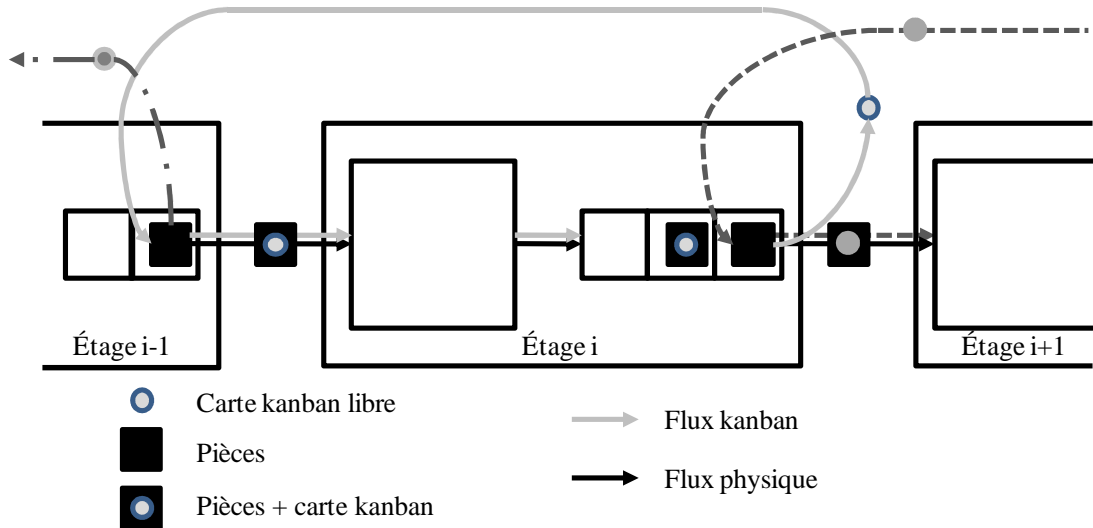 Étage i-1
Étage i
Étage i+1
Carte kanban libre
Flux kanban
Pièces
Flux physique
Pièces + carte kanban